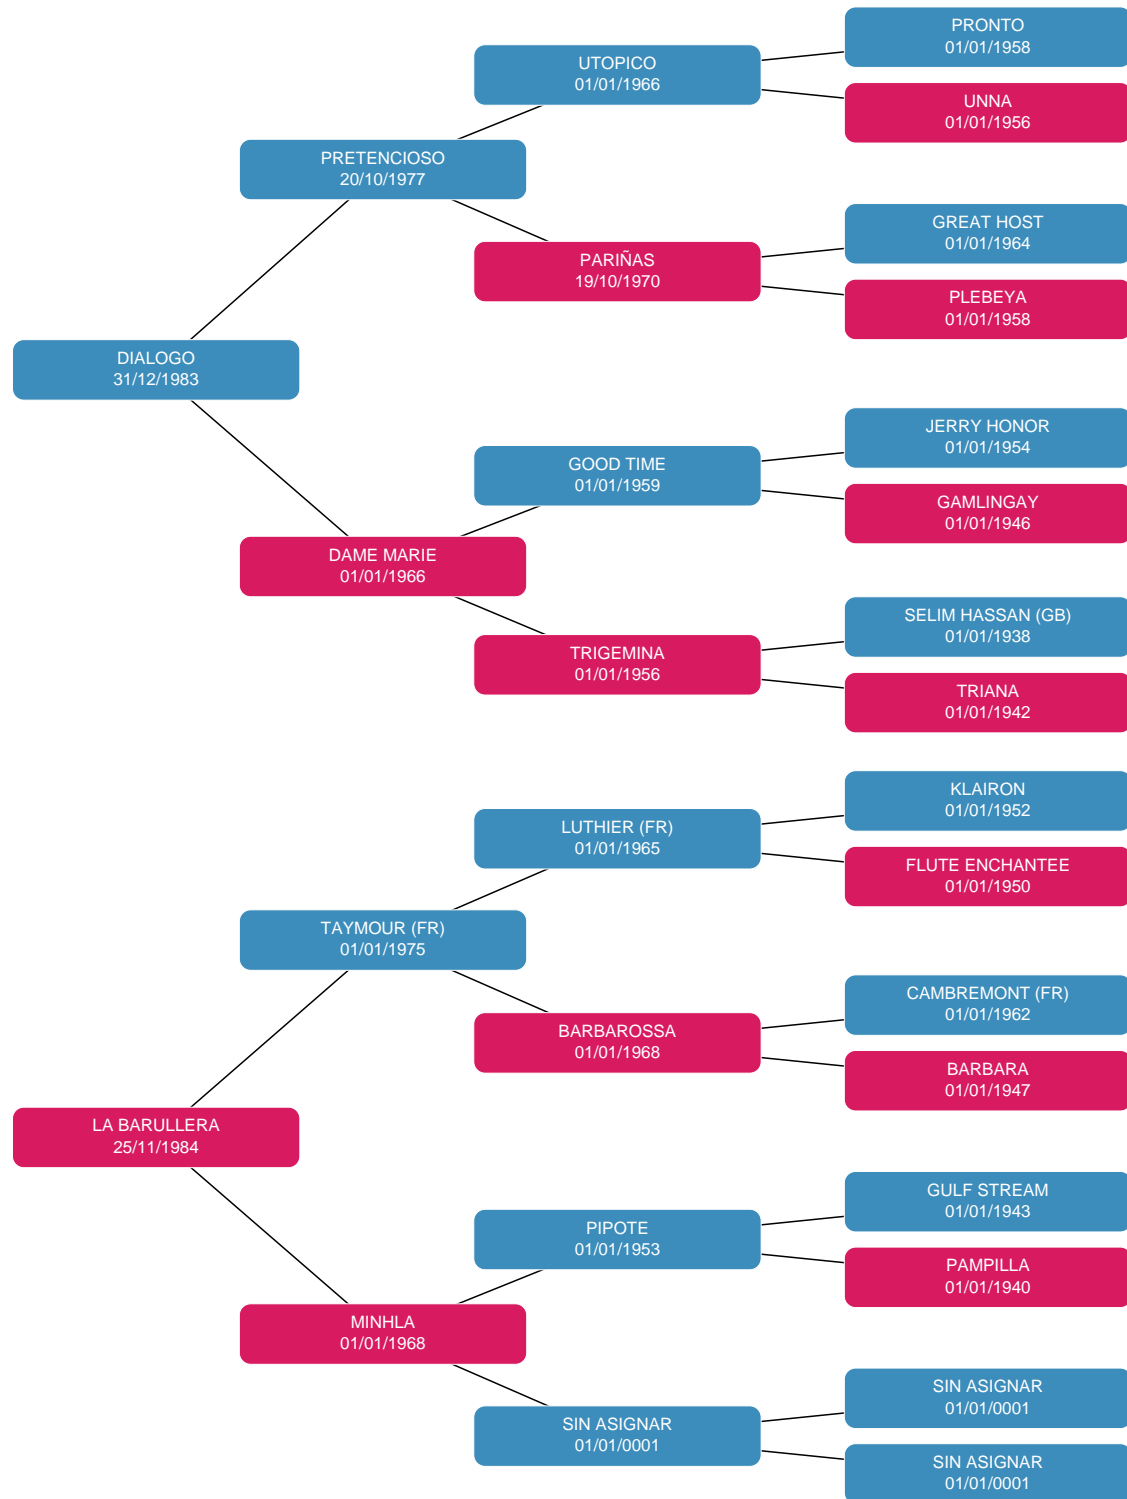 PRONTO
01/01/1958
UTOPICO
01/01/1966
UNNA
01/01/1956
PRETENCIOSO
20/10/1977
GREAT HOST
01/01/1964
PARIÑAS
19/10/1970
PLEBEYA
01/01/1958
DIALOGO
31/12/1983
JERRY HONOR
01/01/1954
GOOD TIME
01/01/1959
GAMLINGAY
01/01/1946
DAME MARIE
01/01/1966
SELIM HASSAN (GB)
01/01/1938
TRIGEMINA
01/01/1956
TRIANA
01/01/1942
KLAIRON
01/01/1952
LUTHIER (FR)
01/01/1965
FLUTE ENCHANTEE
01/01/1950
TAYMOUR (FR)
01/01/1975
CAMBREMONT (FR)
01/01/1962
BARBAROSSA
01/01/1968
BARBARA
01/01/1947
LA BARULLERA
25/11/1984
GULF STREAM
01/01/1943
PIPOTE
01/01/1953
PAMPILLA
01/01/1940
MINHLA
01/01/1968
SIN ASIGNAR
01/01/0001
SIN ASIGNAR
01/01/0001
SIN ASIGNAR
01/01/0001